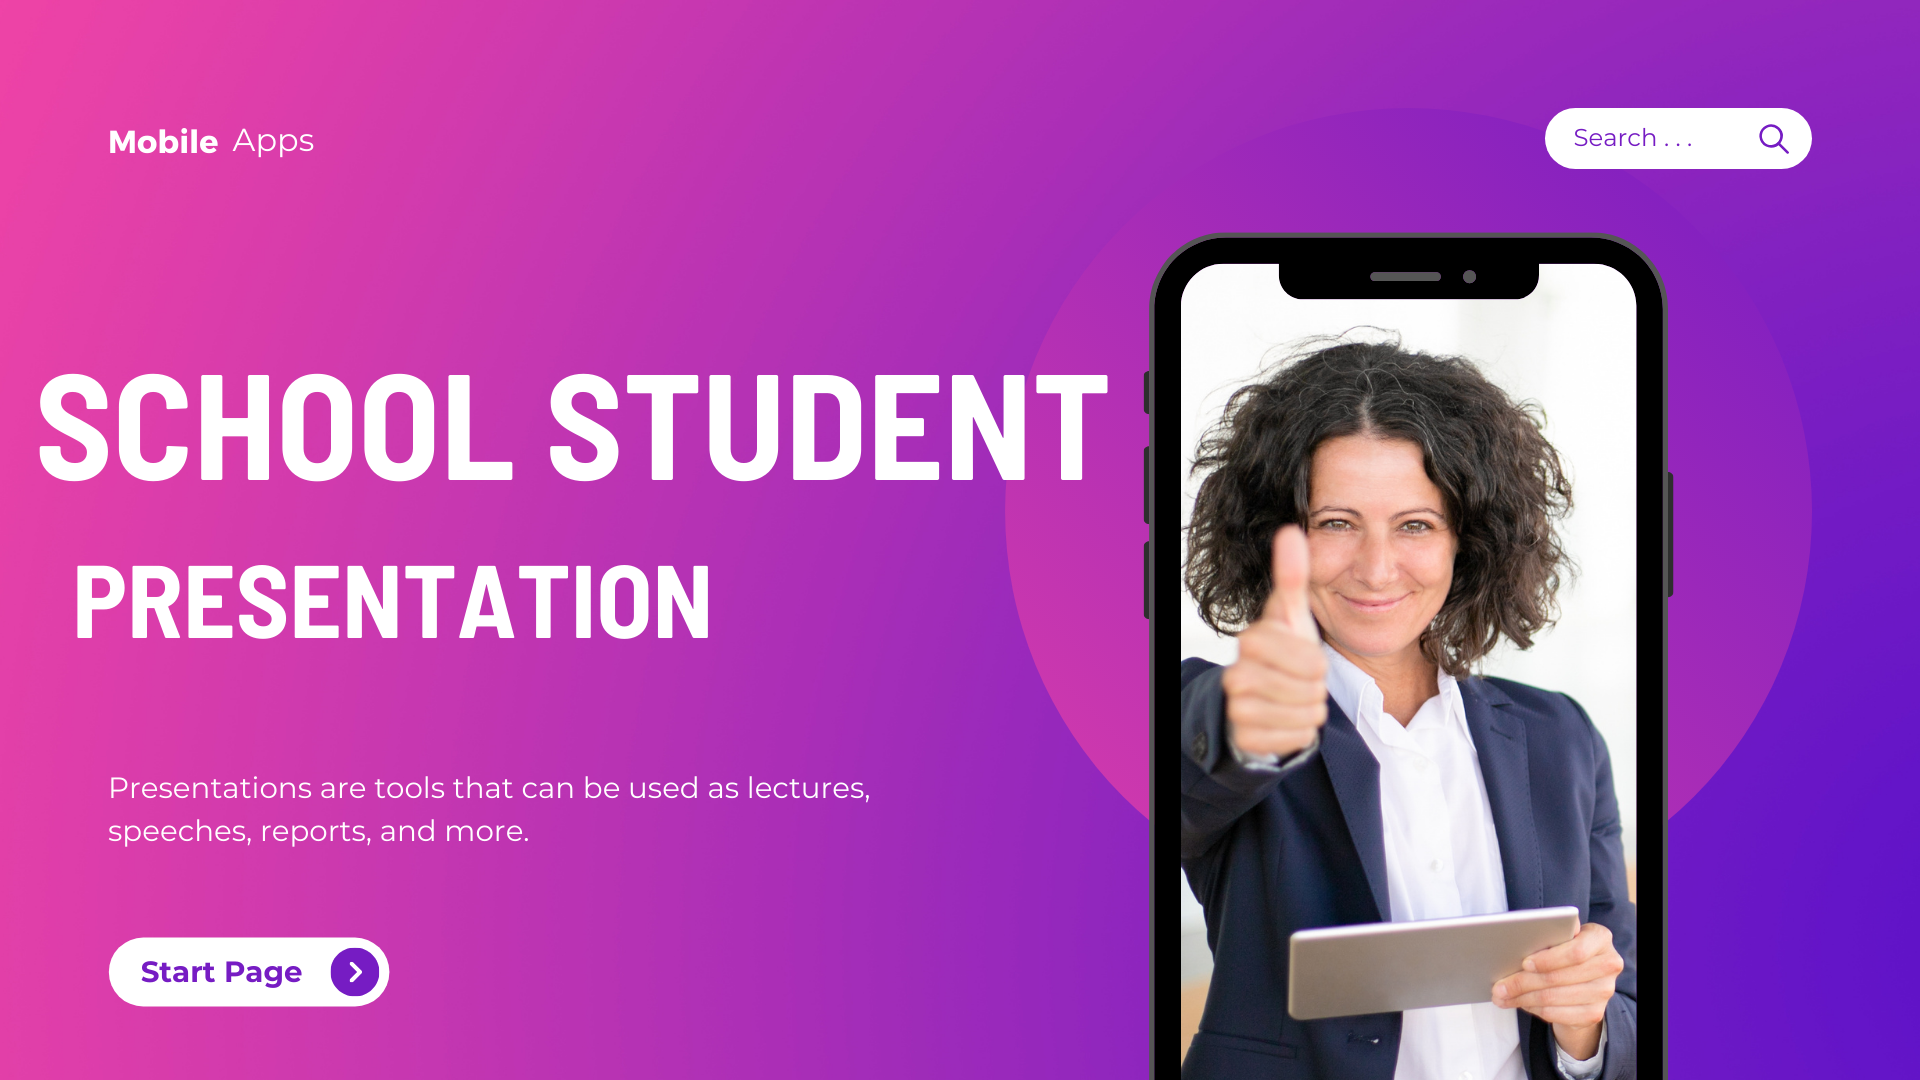 Mobile Apps
Search . . .
SCHOOL STUDENT
PRESENTATION
Presentations are tools that can be used as lectures,
speeches, reports, and more.
Start Page